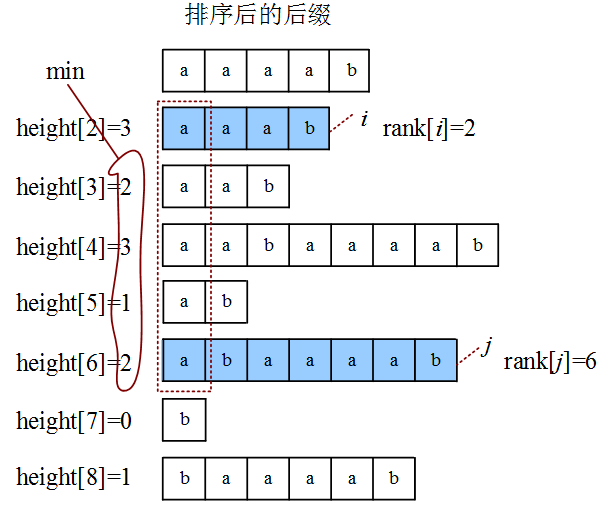 排序后的后缀
min
a a a a b
height[2]=3 a a a b i rank[i]=2
height[3]=2 a a b
height[4]=3 a a b a a a a b
height[5]=1 a b
height[6]=2 a b a a a a b j rank[j]=6
height[7]=0 b
height[8]=1 b a a a a b